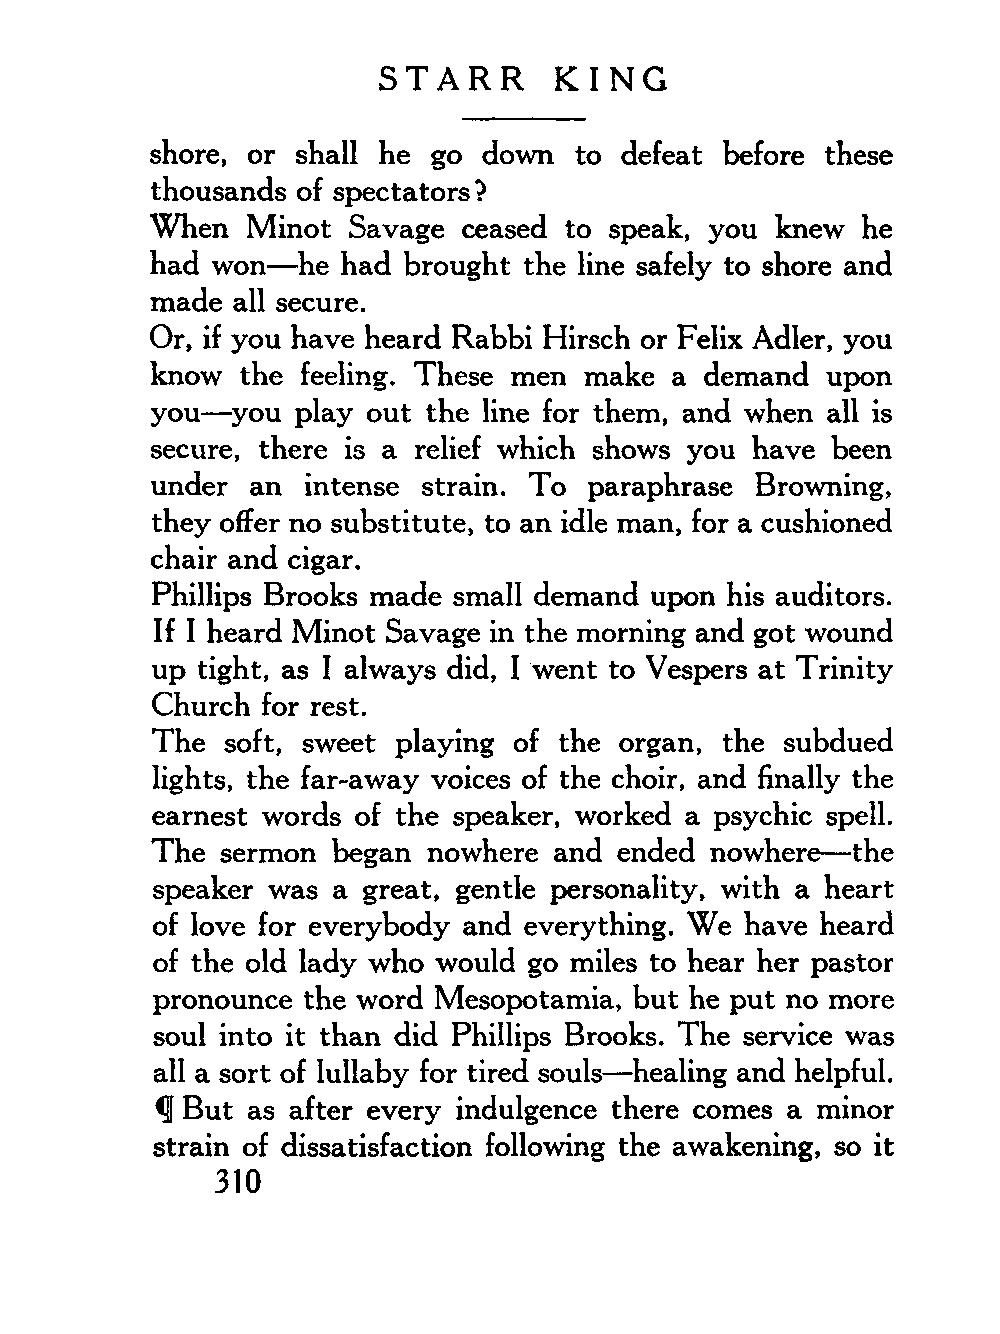 STARR KING
shore, or shall he go down to defeat before these
thousands of spectators?
When Minot Savage ceased to speak, you knew he
had won—he had brought the line safely to shore and
made all secure.
Or, if you have heard Rabbi Hirsch or Felix Adler, you
know the feeling. These men make a demand upon
you—you play out the line for them, and when all is
secure, there is a relief which shows you have been
under an intense strain. To paraphrase Browning,
they offer no substitute, to an idle man, for a cushioned
chair and cigar.
Phillips Brooks made small demand upon his auditors.
If I heard Minot Savage in the morning and got wound
up tight, as I always did, I went to Vespers at Trinity
Church for rest.
The soft, sweet playing of the organ, the subdued
lights, the far-away voices of the choir, and finally the
earnest words of the speaker, worked a psychic spell.
The sermon began nowhere and ended nowhere—the
speaker was a great, gentle personality, with a heart
of love for everybody and everything. We have heard
of the old lady who would go miles to hear her pastor
pronounce the word Mesopotamia, but he put no more
soul into it than did Phillips Brooks. The service was
all a sort of lullaby for tired souls—healing and helpful.
¶ But as after every indulgence there comes a minor
strain of dissatisfaction following the awakening, so it
310